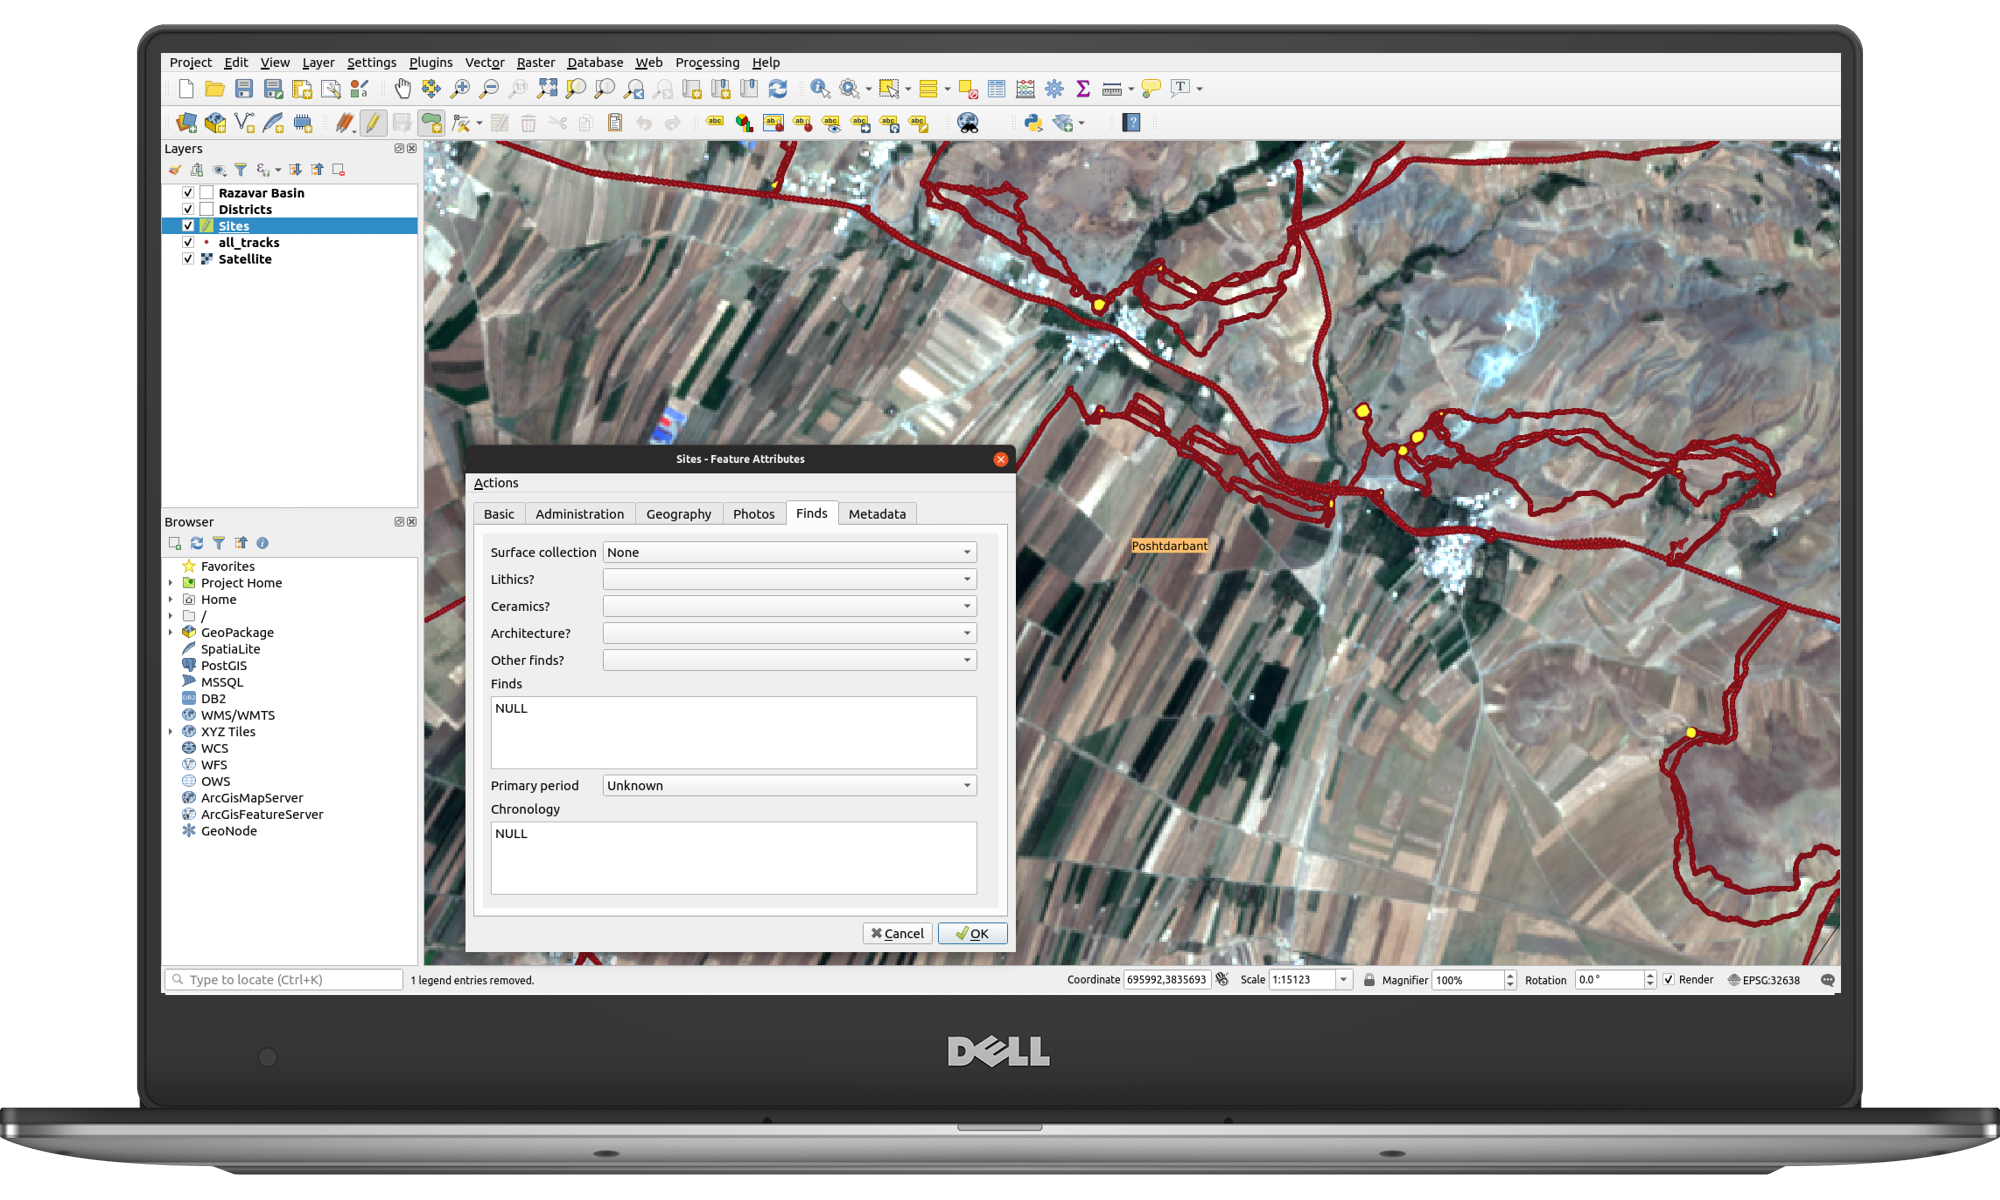 Project Edit View Layer Settings Plugins Vector Raster Database Web Processing Help
Layers
Razavar Basin
Districts
Sites
all_tracks
Satellite
Browser
Favorites
Project Home
Home
/
GeoPackage
SpatiaLite
PostGIS
MSSQL
DB2
WMS/WMTS
XYZ Tiles
WCS
WFS
OWS
ArcGisMapServer
ArcGisFeatureServer
GeoNode
Sites - Feature Attributes
Actions
Basic Administration Geography Photos Finds Metadata
Surface collection None
Lithics?
Ceramics?
Architecture?
Other finds?
Finds
NULL
Primary period Unknown
Chronology
NULL
Cancel OK
Poshtdarbant
Type to locate (Ctrl+K) 1 legend entries removed. Coordinate 695992,3835693 Scale 1:15123 Magnifier 100% Rotation 0.0 ° Render EPSG:32638
DELL